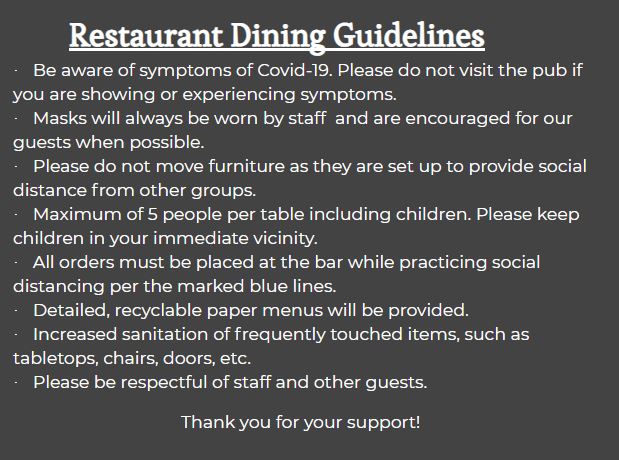 Restaurant Dining Guidelines
· Be aware of symptoms of Covid-19. Please do not visit the pub if
you are showing or experiencing symptoms.
· Masks will always be worn by staff  and are encouraged for our
guests when possible.
· Please do not move furniture as they are set up to provide social
distance from other groups.
· Maximum of 5 people per table including children. Please keep
children in your immediate vicinity.
· All orders must be placed at the bar while practicing social
distancing per the marked blue lines.
· Detailed, recyclable paper menus will be provided.
· Increased sanitation of frequently touched items, such as
tabletops, chairs, doors, etc.
· Please be respectful of staff and other guests.
Thank you for your support!